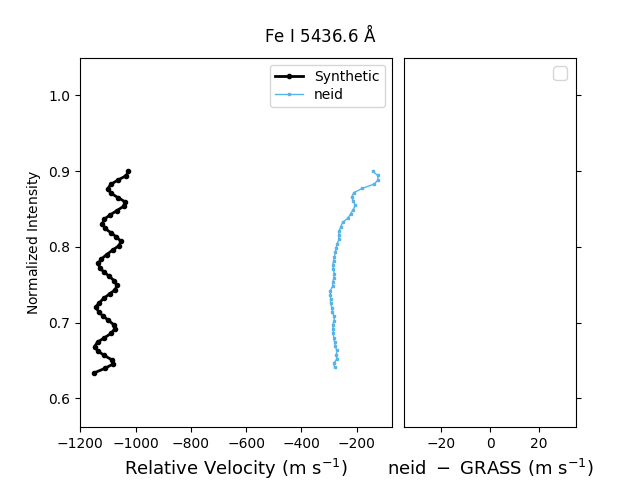 Fe I 5436.6 Å
Synthetic
neid
Normalized Intensity
1.0
0.9
0.8
0.7
0.6
−1200 −1000 −800 −600 −400 −200
−20 0 20
Relative Velocity (m s⁻¹)
neid − GRASS (m s⁻¹)